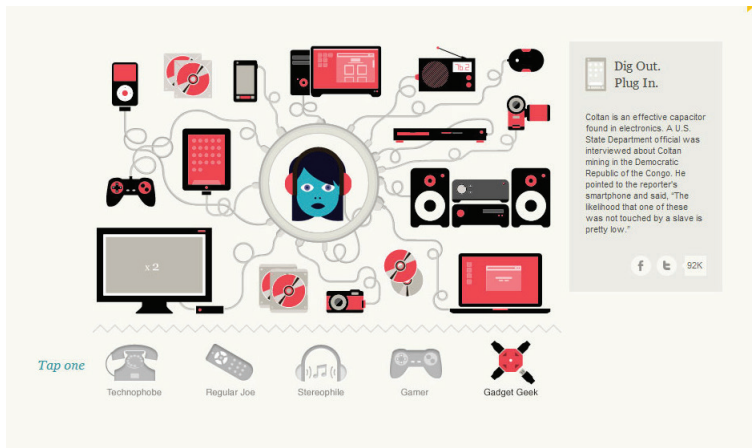 Dig Out.
Plug In.
Coltan is an effective capacitor
found in electronics. A U.S.
State Department official was
interviewed about Coltan
mining in the Democratic
Republic of the Congo. He
pointed to the reporter's
smartphone and said, "The
likelihood that one of these
was not touched by a slave is
pretty low."
92K
x 2
Tap one
Technophobe
Regular Joe
Stereophile
Gamer
Gadget Geek